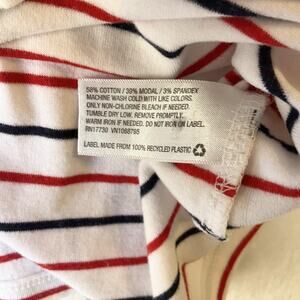 58% COTTON / 39% MODAL / 3% SPANDEX
MACHINE WASH COLD WITH LIKE COLORS.
ONLY NON-CHLORINE BLEACH IF NEEDED.
TUMBLE DRY LOW. REMOVE PROMPTLY.
WARM IRON IF NEEDED. DO NOT IRON ON LABEL.
RN17730 VN1068795
LABEL MADE FROM 100% RECYCLED PLASTIC